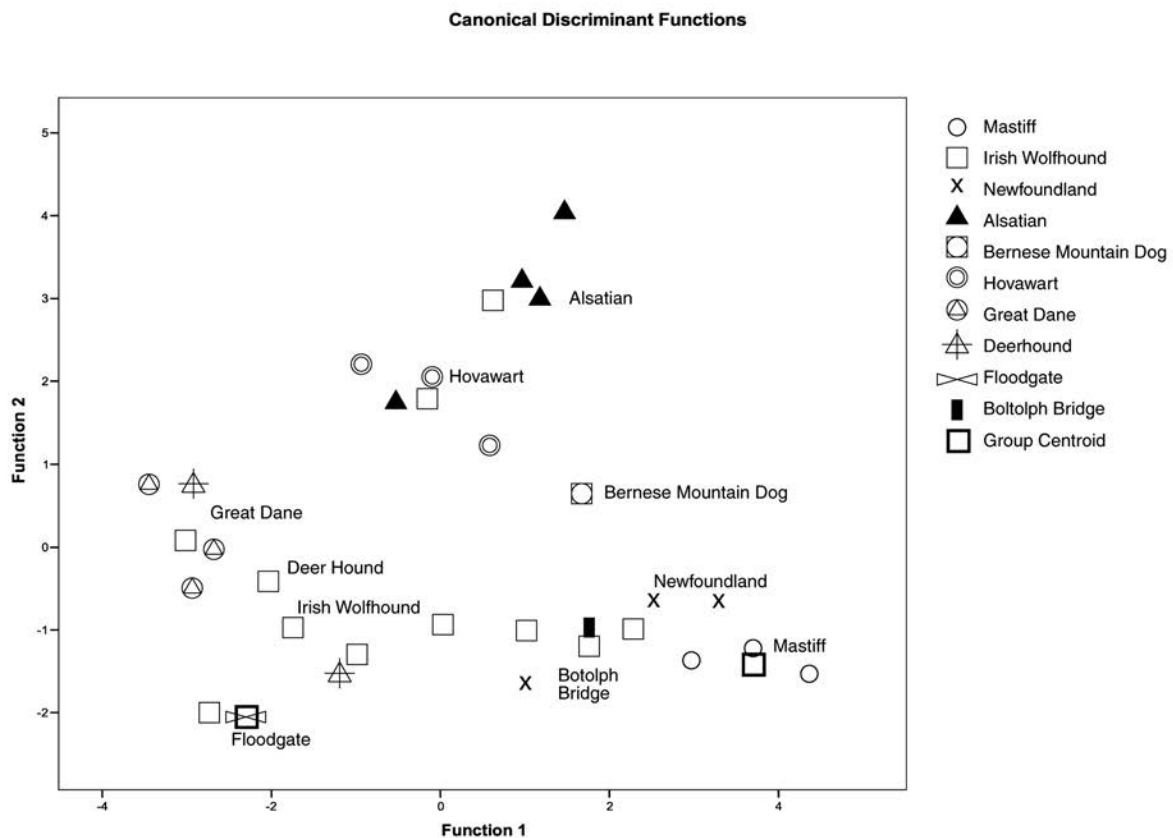 Canonical Discriminant Functions
5
4
3
2
1
0
-1
-2
Function 2
Alsatian
Hovawart
Bernese Mountain Dog
Great Dane
Deer Hound
Irish Wolfhound
Newfoundland
Mastiff
Botolph
Bridge
Floodgate
-4
-2
0
2
4
Function 1
Mastiff
Irish Wolfhound
x Newfoundland
Alsatian
Bernese Mountain Dog
Hovawart
Great Dane
Deerhound
Floodgate
Boltolph Bridge
Group Centroid